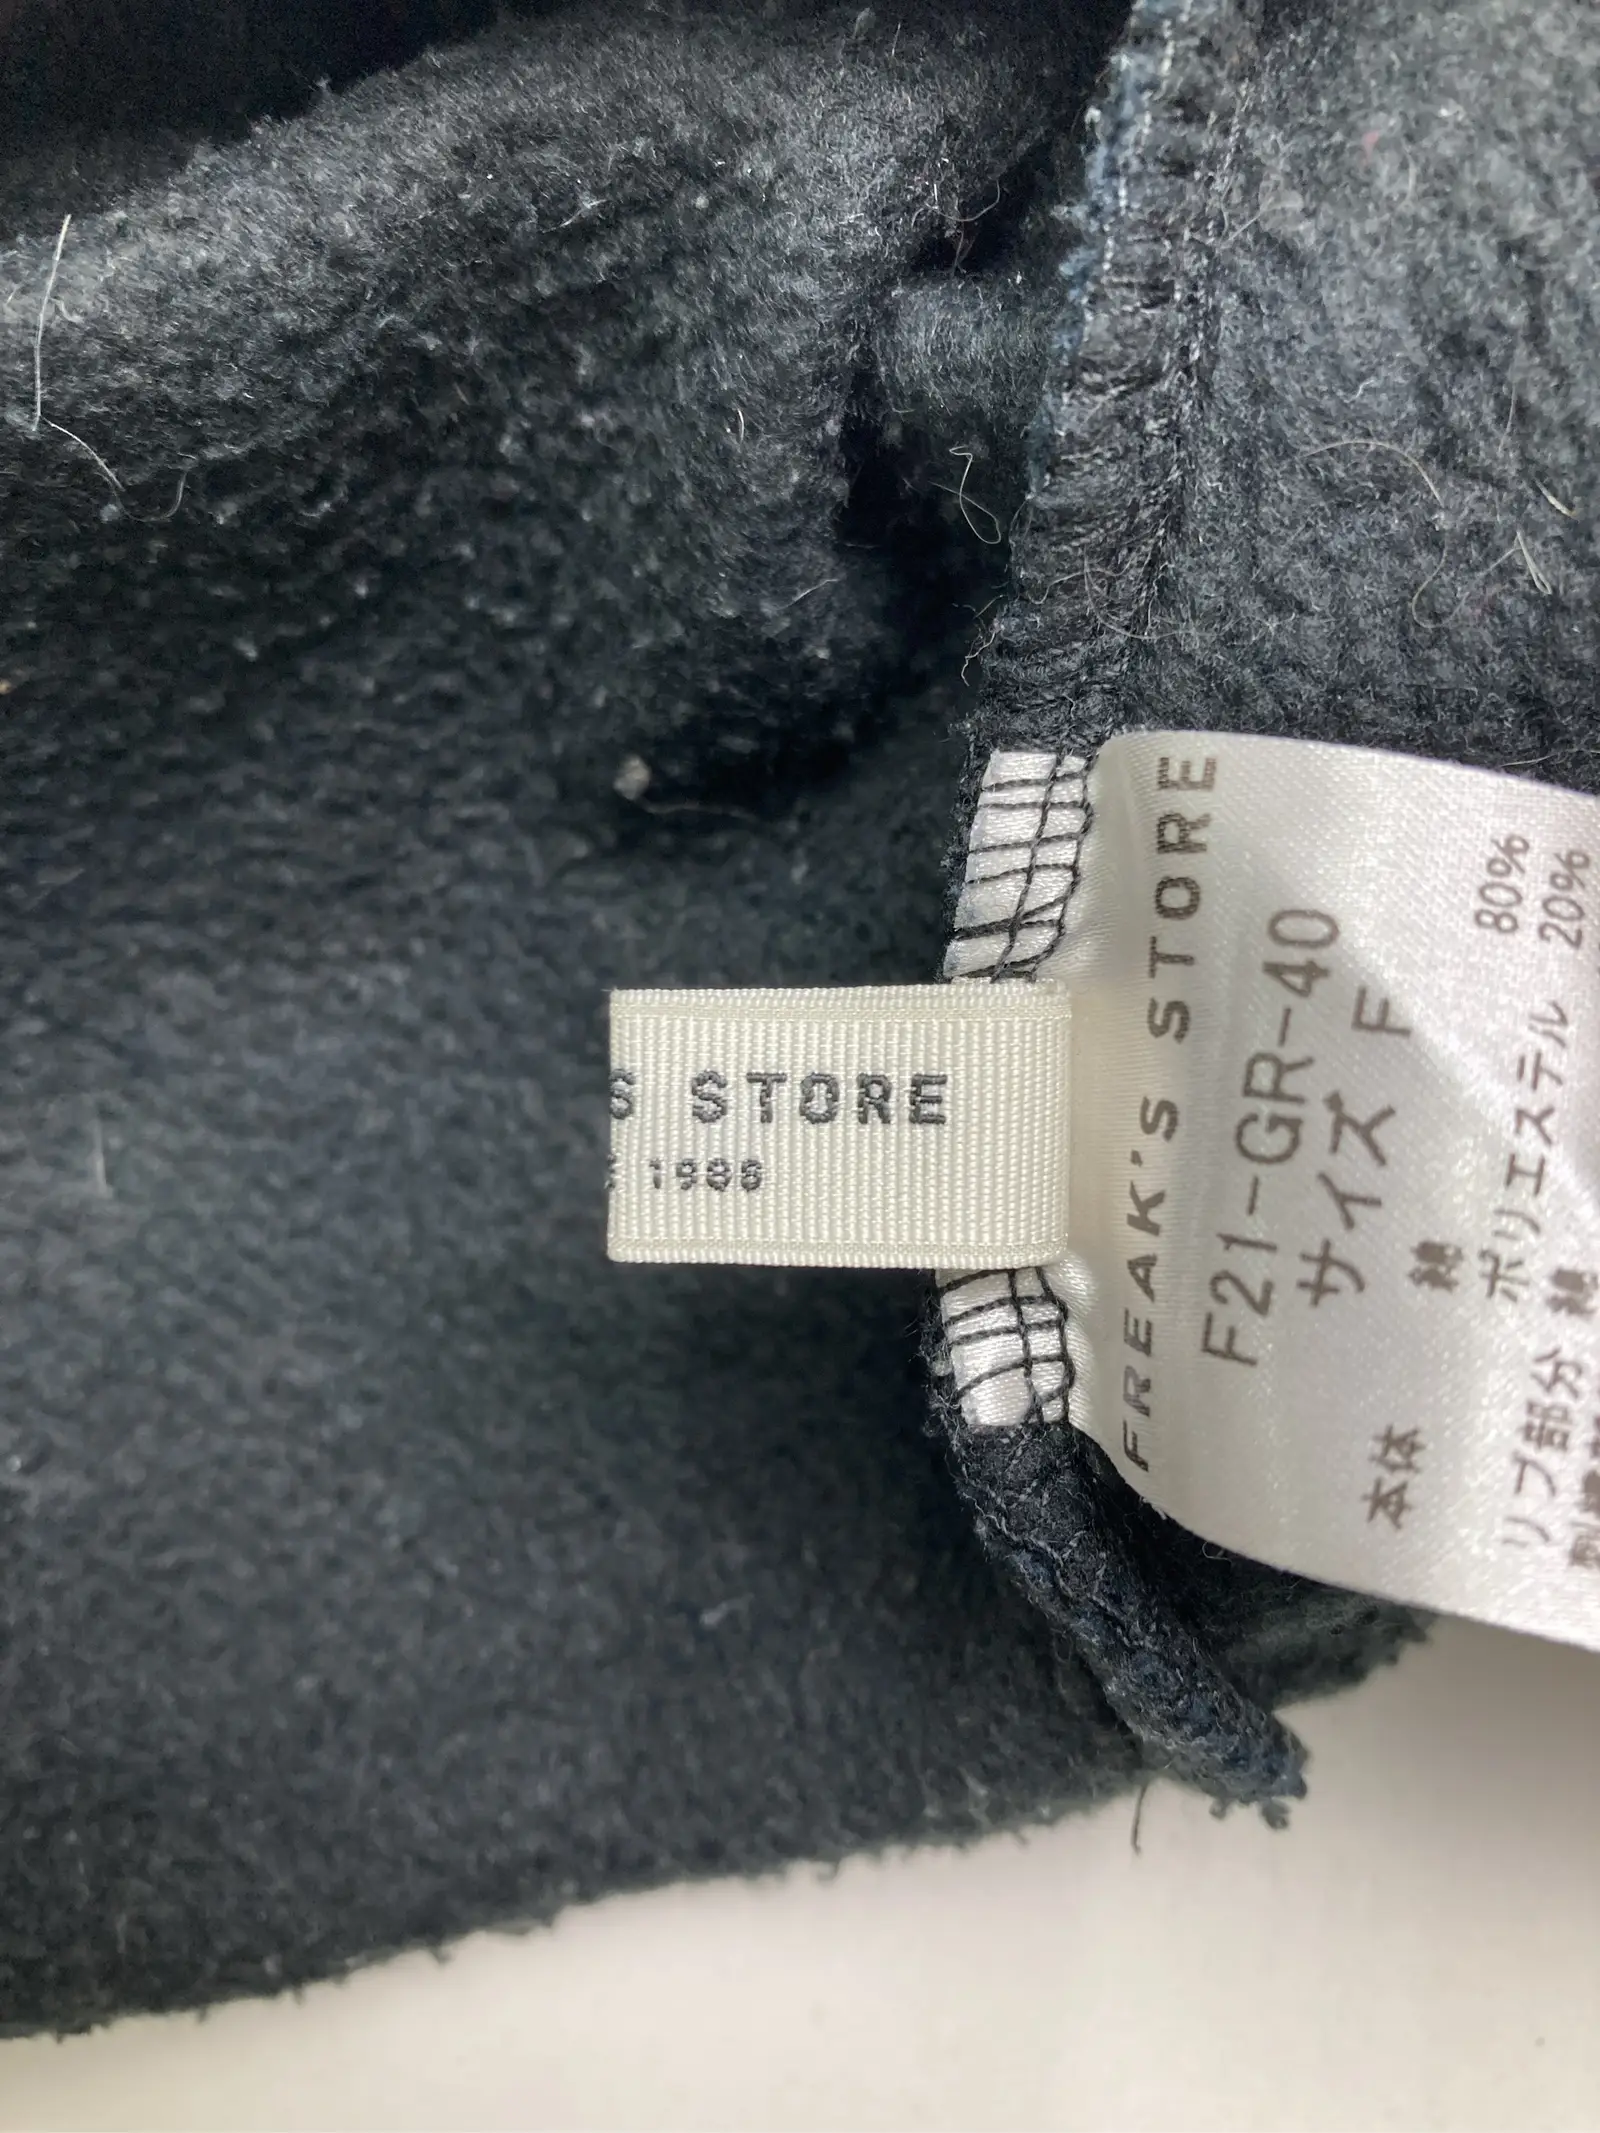 S STORE
1988
FREAK'S STORE
F21-GR-40
サイズ F
本体 綿 80%
ポリエステル 20%
リブ部分 綿